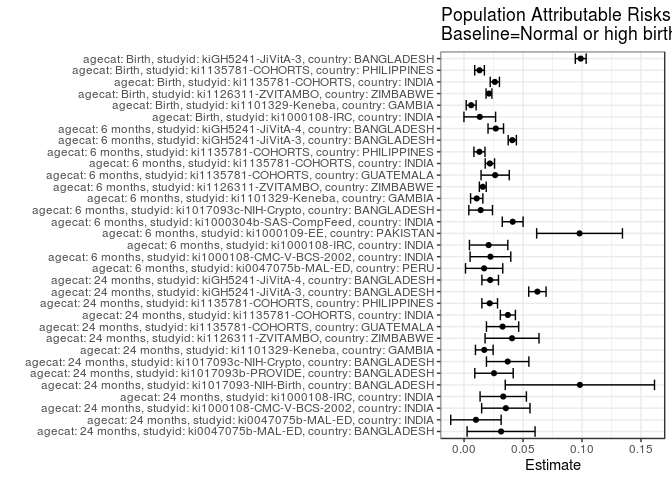 Population Attributable Risks
Baseline=Normal or high birth
agecat: Birth, studyid: kiGH5241-JiVitA-3, country: BANGLADESH
agecat: Birth, studyid: ki1135781-COHORTS, country: PHILIPPINES
agecat: Birth, studyid: ki1135781-COHORTS, country: INDIA
agecat: Birth, studyid: ki1126311-ZVITAMBO, country: ZIMBABWE
agecat: Birth, studyid: ki1101329-Keneba, country: GAMBIA
agecat: Birth, studyid: ki1000108-IRC, country: INDIA
agecat: 6 months, studyid: kiGH5241-JiVitA-4, country: BANGLADESH
agecat: 6 months, studyid: kiGH5241-JiVitA-3, country: BANGLADESH
agecat: 6 months, studyid: ki1135781-COHORTS, country: PHILIPPINES
agecat: 6 months, studyid: ki1135781-COHORTS, country: INDIA
agecat: 6 months, studyid: ki1135781-COHORTS, country: GUATEMALA
agecat: 6 months, studyid: ki1126311-ZVITAMBO, country: ZIMBABWE
agecat: 6 months, studyid: ki1101329-Keneba, country: GAMBIA
agecat: 6 months, studyid: ki1017093c-NIH-Crypto, country: BANGLADESH
agecat: 6 months, studyid: ki1000304b-SAS-CompFeed, country: INDIA
agecat: 6 months, studyid: ki1000109-EE, country: PAKISTAN
agecat: 6 months, studyid: ki1000108-IRC, country: INDIA
agecat: 6 months, studyid: ki1000108-CMC-V-BCS-2002, country: INDIA
agecat: 6 months, studyid: ki0047075b-MAL-ED, country: PERU
agecat: 24 months, studyid: kiGH5241-JiVitA-4, country: BANGLADESH
agecat: 24 months, studyid: kiGH5241-JiVitA-3, country: BANGLADESH
agecat: 24 months, studyid: ki1135781-COHORTS, country: PHILIPPINES
agecat: 24 months, studyid: ki1135781-COHORTS, country: INDIA
agecat: 24 months, studyid: ki1135781-COHORTS, country: GUATEMALA
agecat: 24 months, studyid: ki1126311-ZVITAMBO, country: ZIMBABWE
agecat: 24 months, studyid: ki1101329-Keneba, country: GAMBIA
agecat: 24 months, studyid: ki1017093c-NIH-Crypto, country: BANGLADESH
agecat: 24 months, studyid: ki1017093b-PROVIDE, country: BANGLADESH
agecat: 24 months, studyid: ki1017093-NIH-Birth, country: BANGLADESH
agecat: 24 months, studyid: ki1000108-IRC, country: INDIA
agecat: 24 months, studyid: ki1000108-CMC-V-BCS-2002, country: INDIA
agecat: 24 months, studyid: ki0047075b-MAL-ED, country: INDIA
agecat: 24 months, studyid: ki0047075b-MAL-ED, country: BANGLADESH
0.00 0.05 0.10 0.15
Estimate